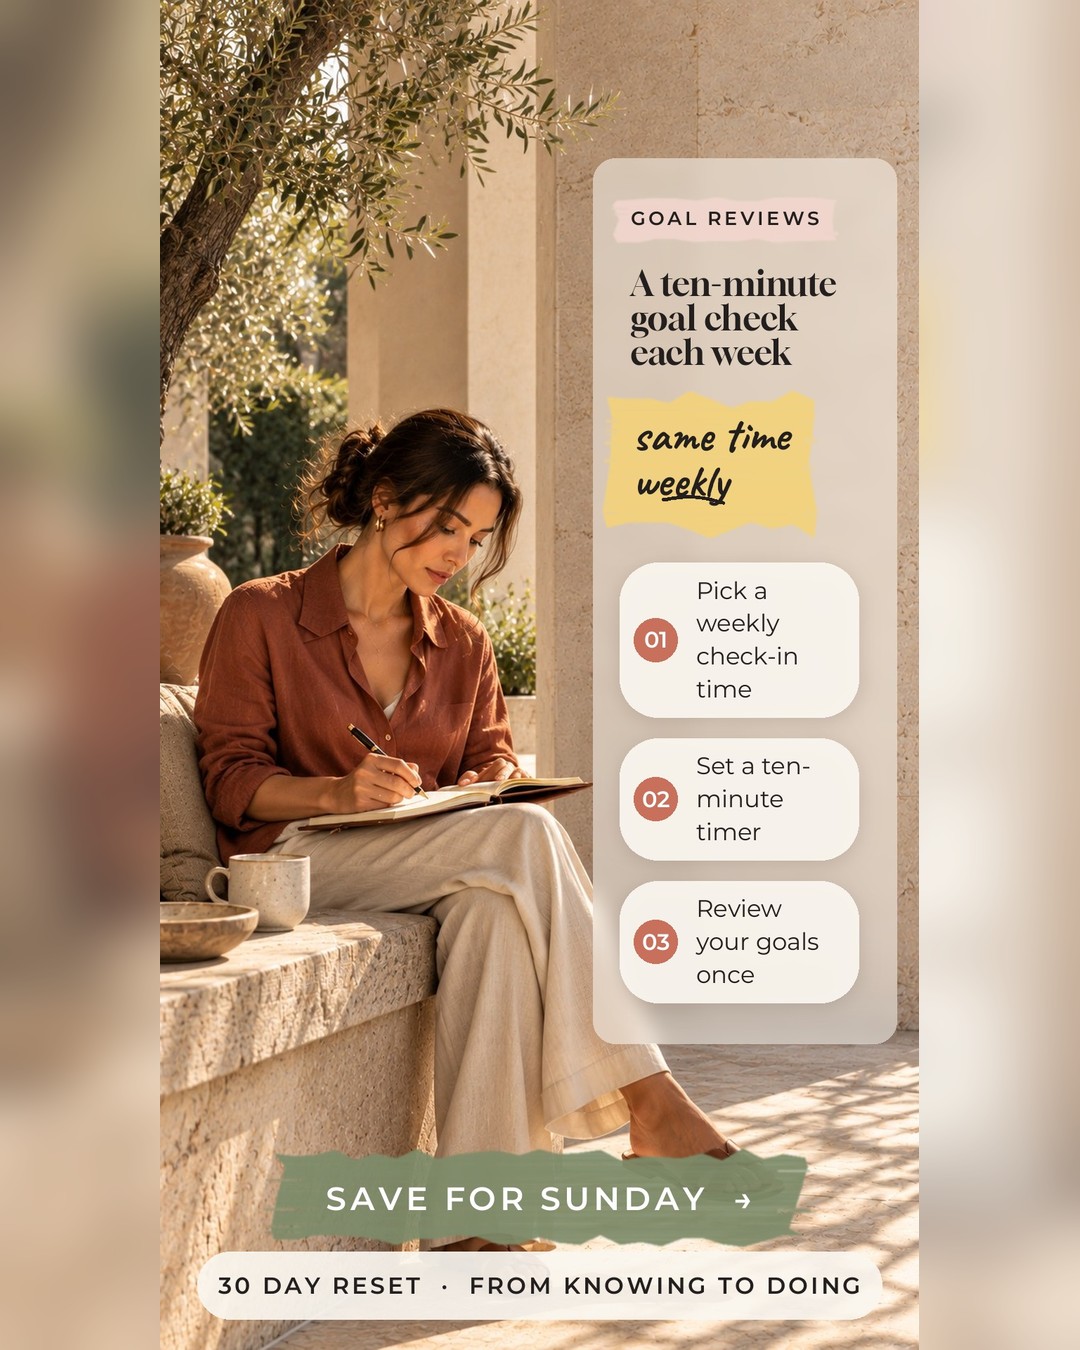 GOAL REVIEWS
A ten-minute
goal check
each week
same time
weekly
01
Pick a
weekly
check-in
time
02
Set a ten-
minute
timer
03
Review
your goals
once
SAVE FOR SUNDAY →
30 DAY RESET · FROM KNOWING TO DOING